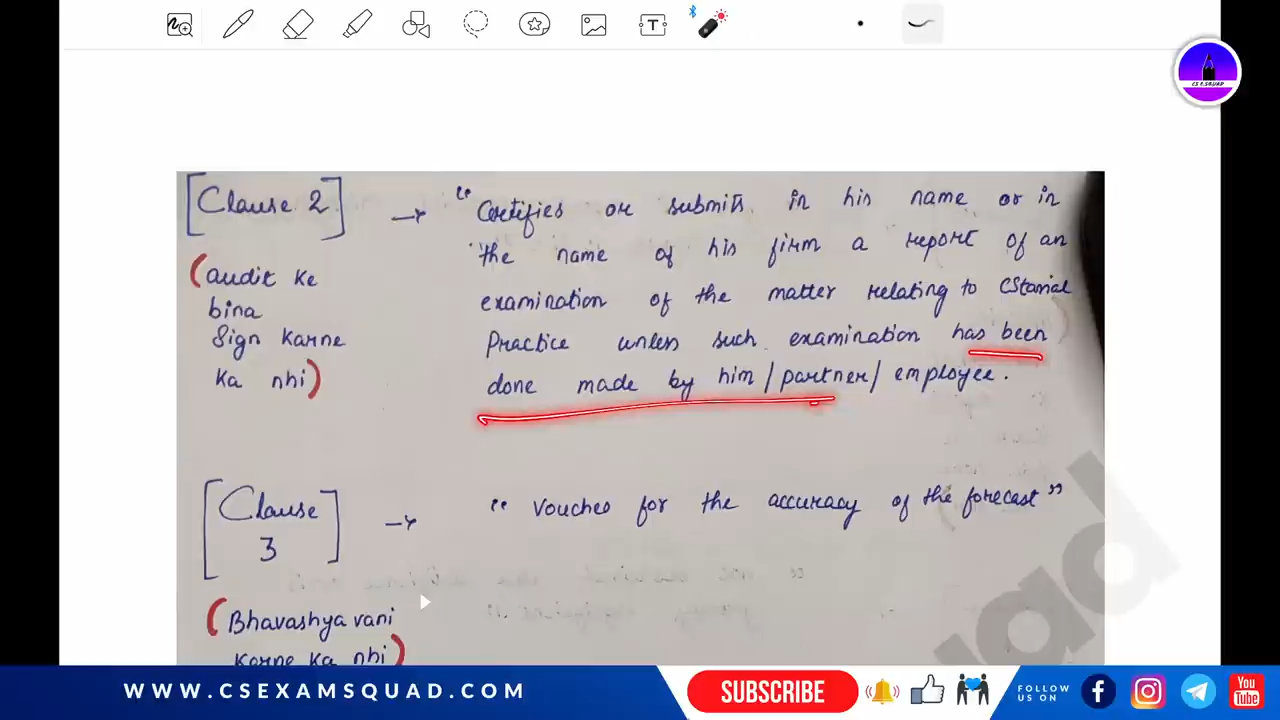 CS E SQUAD
[Clause 2] → “ Certifies or submits in his name or in
the name of his firm a report of an
(audit ke
examination of the matter relating to CStarial
bina
Practice unless such examination has been
Sign Karne
done made by him / partner / employee.
Ka nhi)
[Clause 3] → “ Vouches for the accuracy of the forecast ”
(Bhavashya vani
Karne ka nhi)
WWW.CSEXAMSQUAD.COM
SUBSCRIBE
FOLLOW
US ON
You
Tube